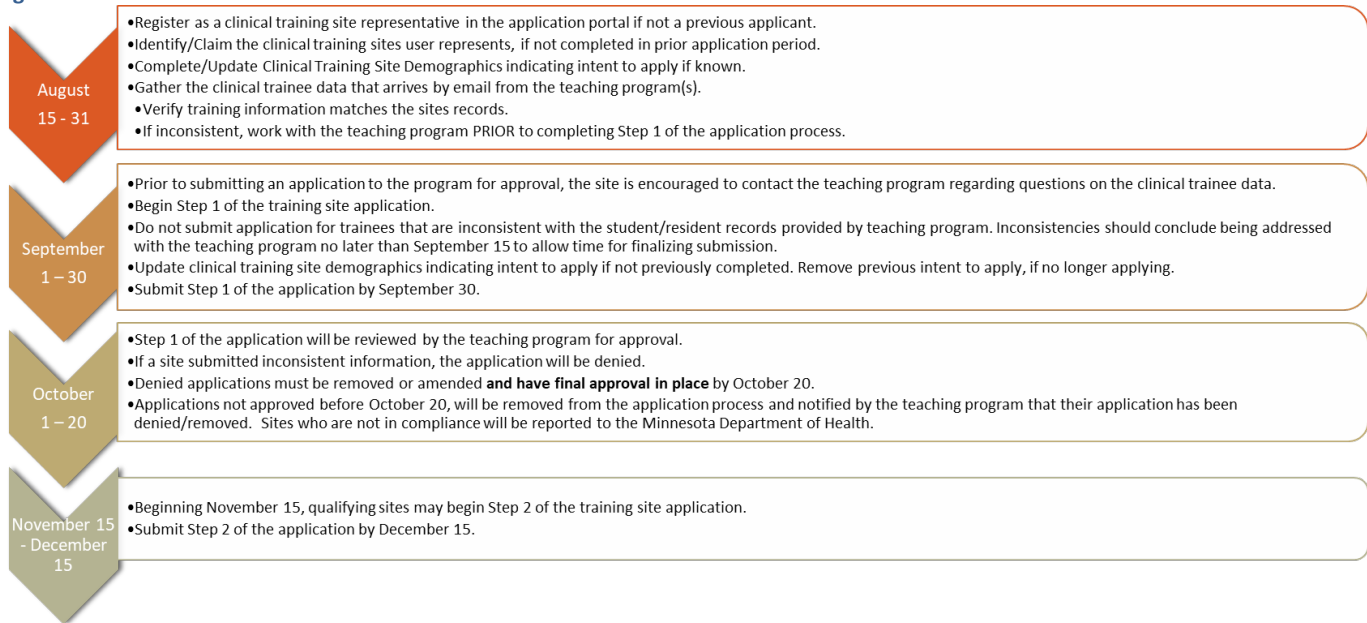 August
15 - 31
•Register as a clinical training site representative in the application portal if not a previous applicant.
•Identify/Claim the clinical training sites user represents, if not completed in prior application period.
•Complete/Update Clinical Training Site Demographics indicating intent to apply if known.
•Gather the clinical trainee data that arrives by email from the teaching program(s).
•Verify training information matches the sites records.
•If inconsistent, work with the teaching program PRIOR to completing Step 1 of the application process.
September
1 – 30
•Prior to submitting an application to the program for approval, the site is encouraged to contact the teaching program regarding questions on the clinical trainee data.
•Begin Step 1 of the training site application.
•Do not submit application for trainees that are inconsistent with the student/resident records provided by teaching program. Inconsistencies should conclude being addressed
with the teaching program no later than September 15 to allow time for finalizing submission.
•Update clinical training site demographics indicating intent to apply if not previously completed. Remove previous intent to apply, if no longer applying.
•Submit Step 1 of the application by September 30.
October
1 – 20
•Step 1 of the application will be reviewed by the teaching program for approval.
•If a site submitted inconsistent information, the application will be denied.
•Denied applications must be removed or amended and have final approval in place by October 20.
•Applications not approved before October 20, will be removed from the application process and notified by the teaching program that their application has been
denied/removed. Sites who are not in compliance will be reported to the Minnesota Department of Health.
November 15
- December
15
•Beginning November 15, qualifying sites may begin Step 2 of the training site application.
•Submit Step 2 of the application by December 15.